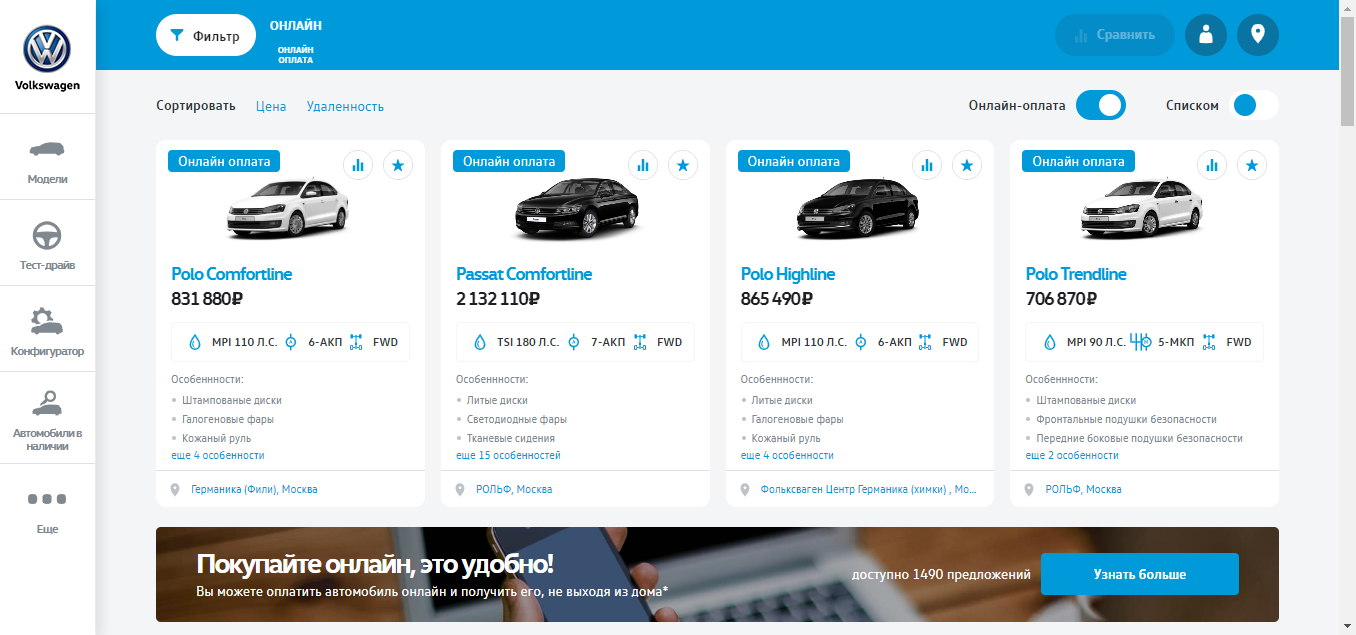 Volkswagen
Модели
Тест-драйв
Конфигуратор
Автомобили в
наличии
Еще
Фильтр
ОНЛАЙН
ОНЛАЙН
ОПЛАТА
Сравнить
Сортировать Цена Удаленность
Онлайн-оплата Списком
Онлайн оплата
Polo Comfortline
831 880₽
MPI 110 Л.С. 6-АКП FWD
Особеннности:
Штампованые диски
Галогеновые фары
Кожаный руль
еще 4 особенности
Германика (Фили), Москва
Онлайн оплата
Passat Comfortline
2 132 110₽
TSI 180 Л.С. 7-АКП FWD
Особеннности:
Литые диски
Светодиодные фары
Тканевые сидения
еще 15 особенностей
РОЛЬФ, Москва
Онлайн оплата
Polo Highline
865 490₽
MPI 110 Л.С. 6-АКП FWD
Особеннности:
Литые диски
Галогеновые фары
Кожаный руль
еще 4 особенности
Фольксваген Центр Германика (химки) , Мо...
Онлайн оплата
Polo Trendline
706 870₽
MPI 90 Л.С. 5-МКП FWD
Особеннности:
Штампованые диски
Фронтальные подушки безопасности
Передние боковые подушки безопасности
еще 2 особенности
РОЛЬФ, Москва
Покупайте онлайн, это удобно!
Вы можете оплатить автомобиль онлайн и получить его, не выходя из дома*
доступно 1490 предложений
Узнать больше